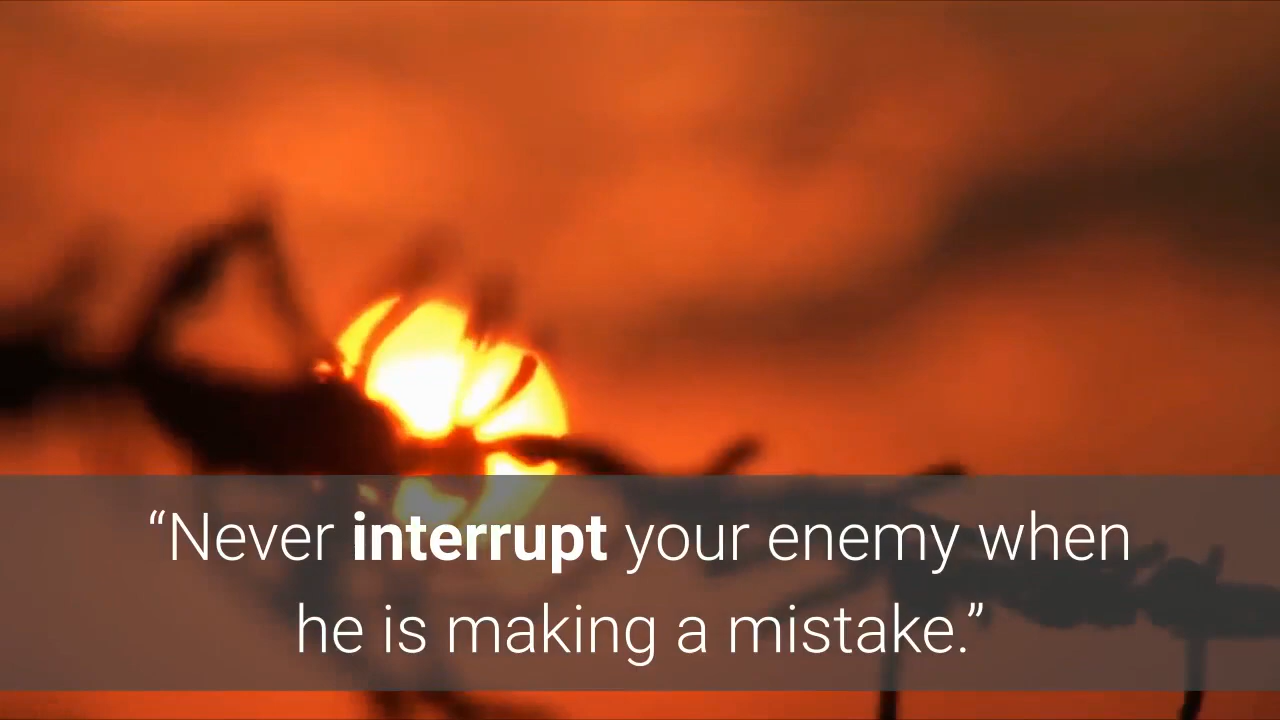 “Never interrupt your enemy when
he is making a mistake.”